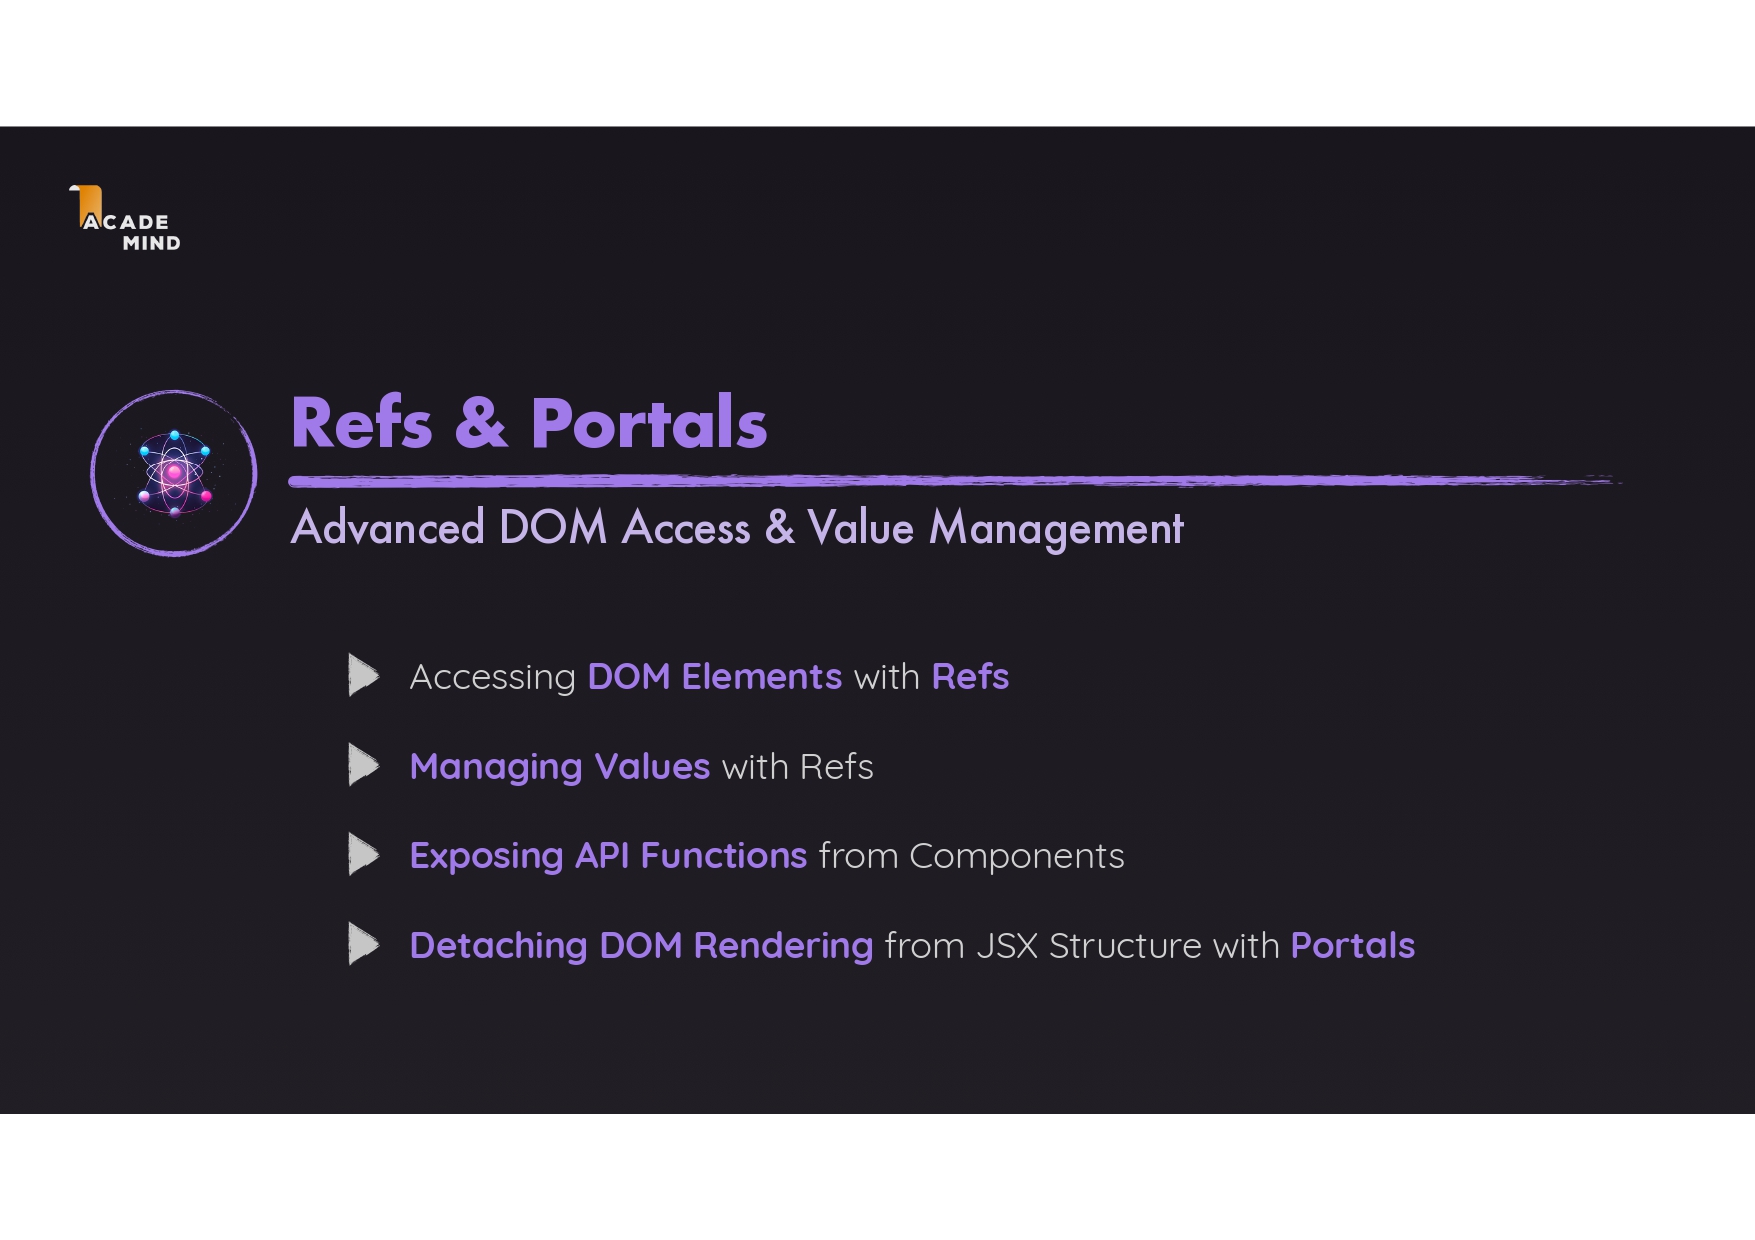 ACADE
MIND
Refs & Portals
Advanced DOM Access & Value Management
Accessing DOM Elements with Refs
Managing Values with Refs
Exposing API Functions from Components
Detaching DOM Rendering from JSX Structure with Portals